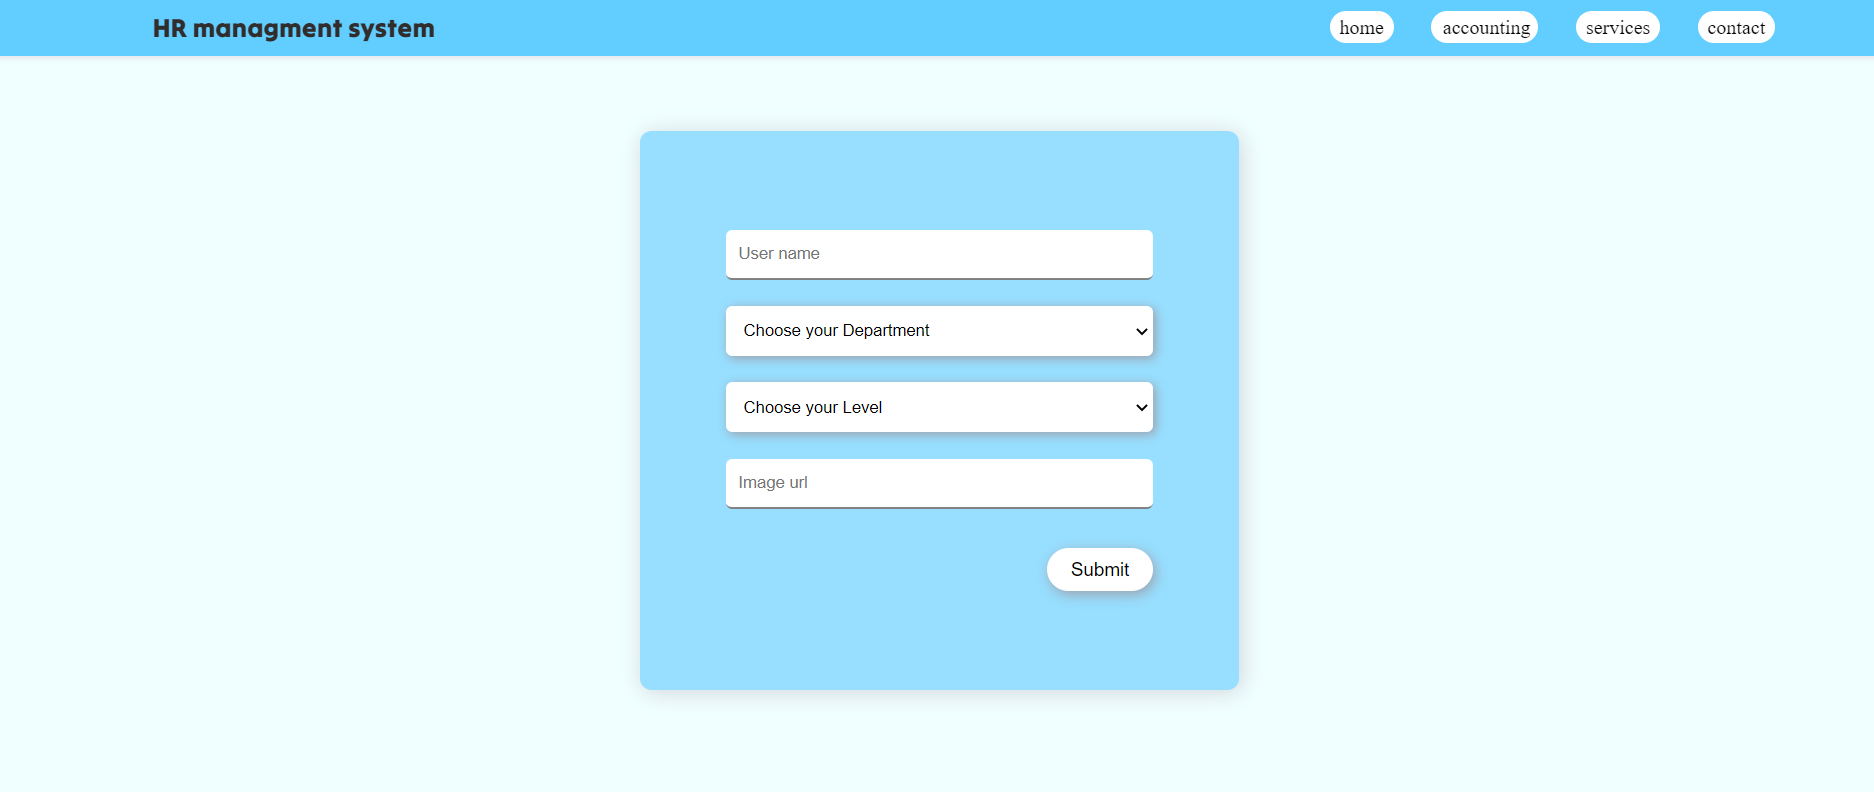 HR managment system
home accounting services contact
User name
Choose your Department
Choose your Level
Image url
Submit